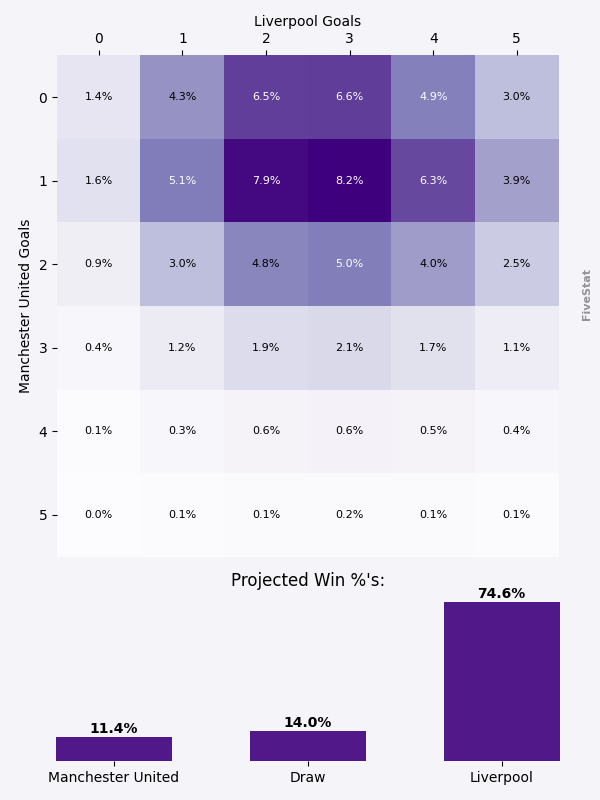 Liverpool Goals
0 1 2 3 4 5
0 1.4% 4.3% 6.5% 6.6% 4.9% 3.0%
1 1.6% 5.1% 7.9% 8.2% 6.3% 3.9%
2 0.9% 3.0% 4.8% 5.0% 4.0% 2.5%
3 0.4% 1.2% 1.9% 2.1% 1.7% 1.1%
4 0.1% 0.3% 0.6% 0.6% 0.5% 0.4%
5 0.0% 0.1% 0.1% 0.2% 0.1% 0.1%
Manchester United Goals
FiveStat
Projected Win %'s:
11.4% 14.0% 74.6%
Manchester United Draw Liverpool